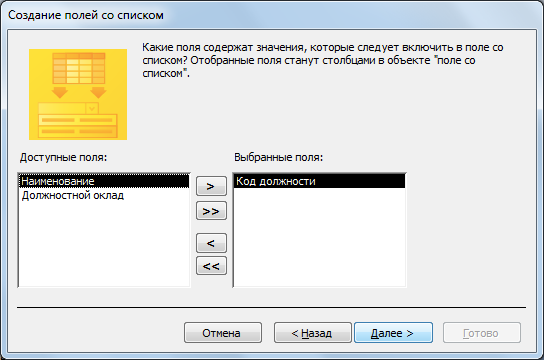 Создание полей со списком
Какие поля содержат значения, которые следует включить в поле со
списком? Отобранные поля станут столбцами в объекте "поле со
списком".
Доступные поля:
Выбранные поля:
Наименование
Должностной оклад
>
>>
<
<<
Код должности
Отмена
< Назад
Далее >
Готово